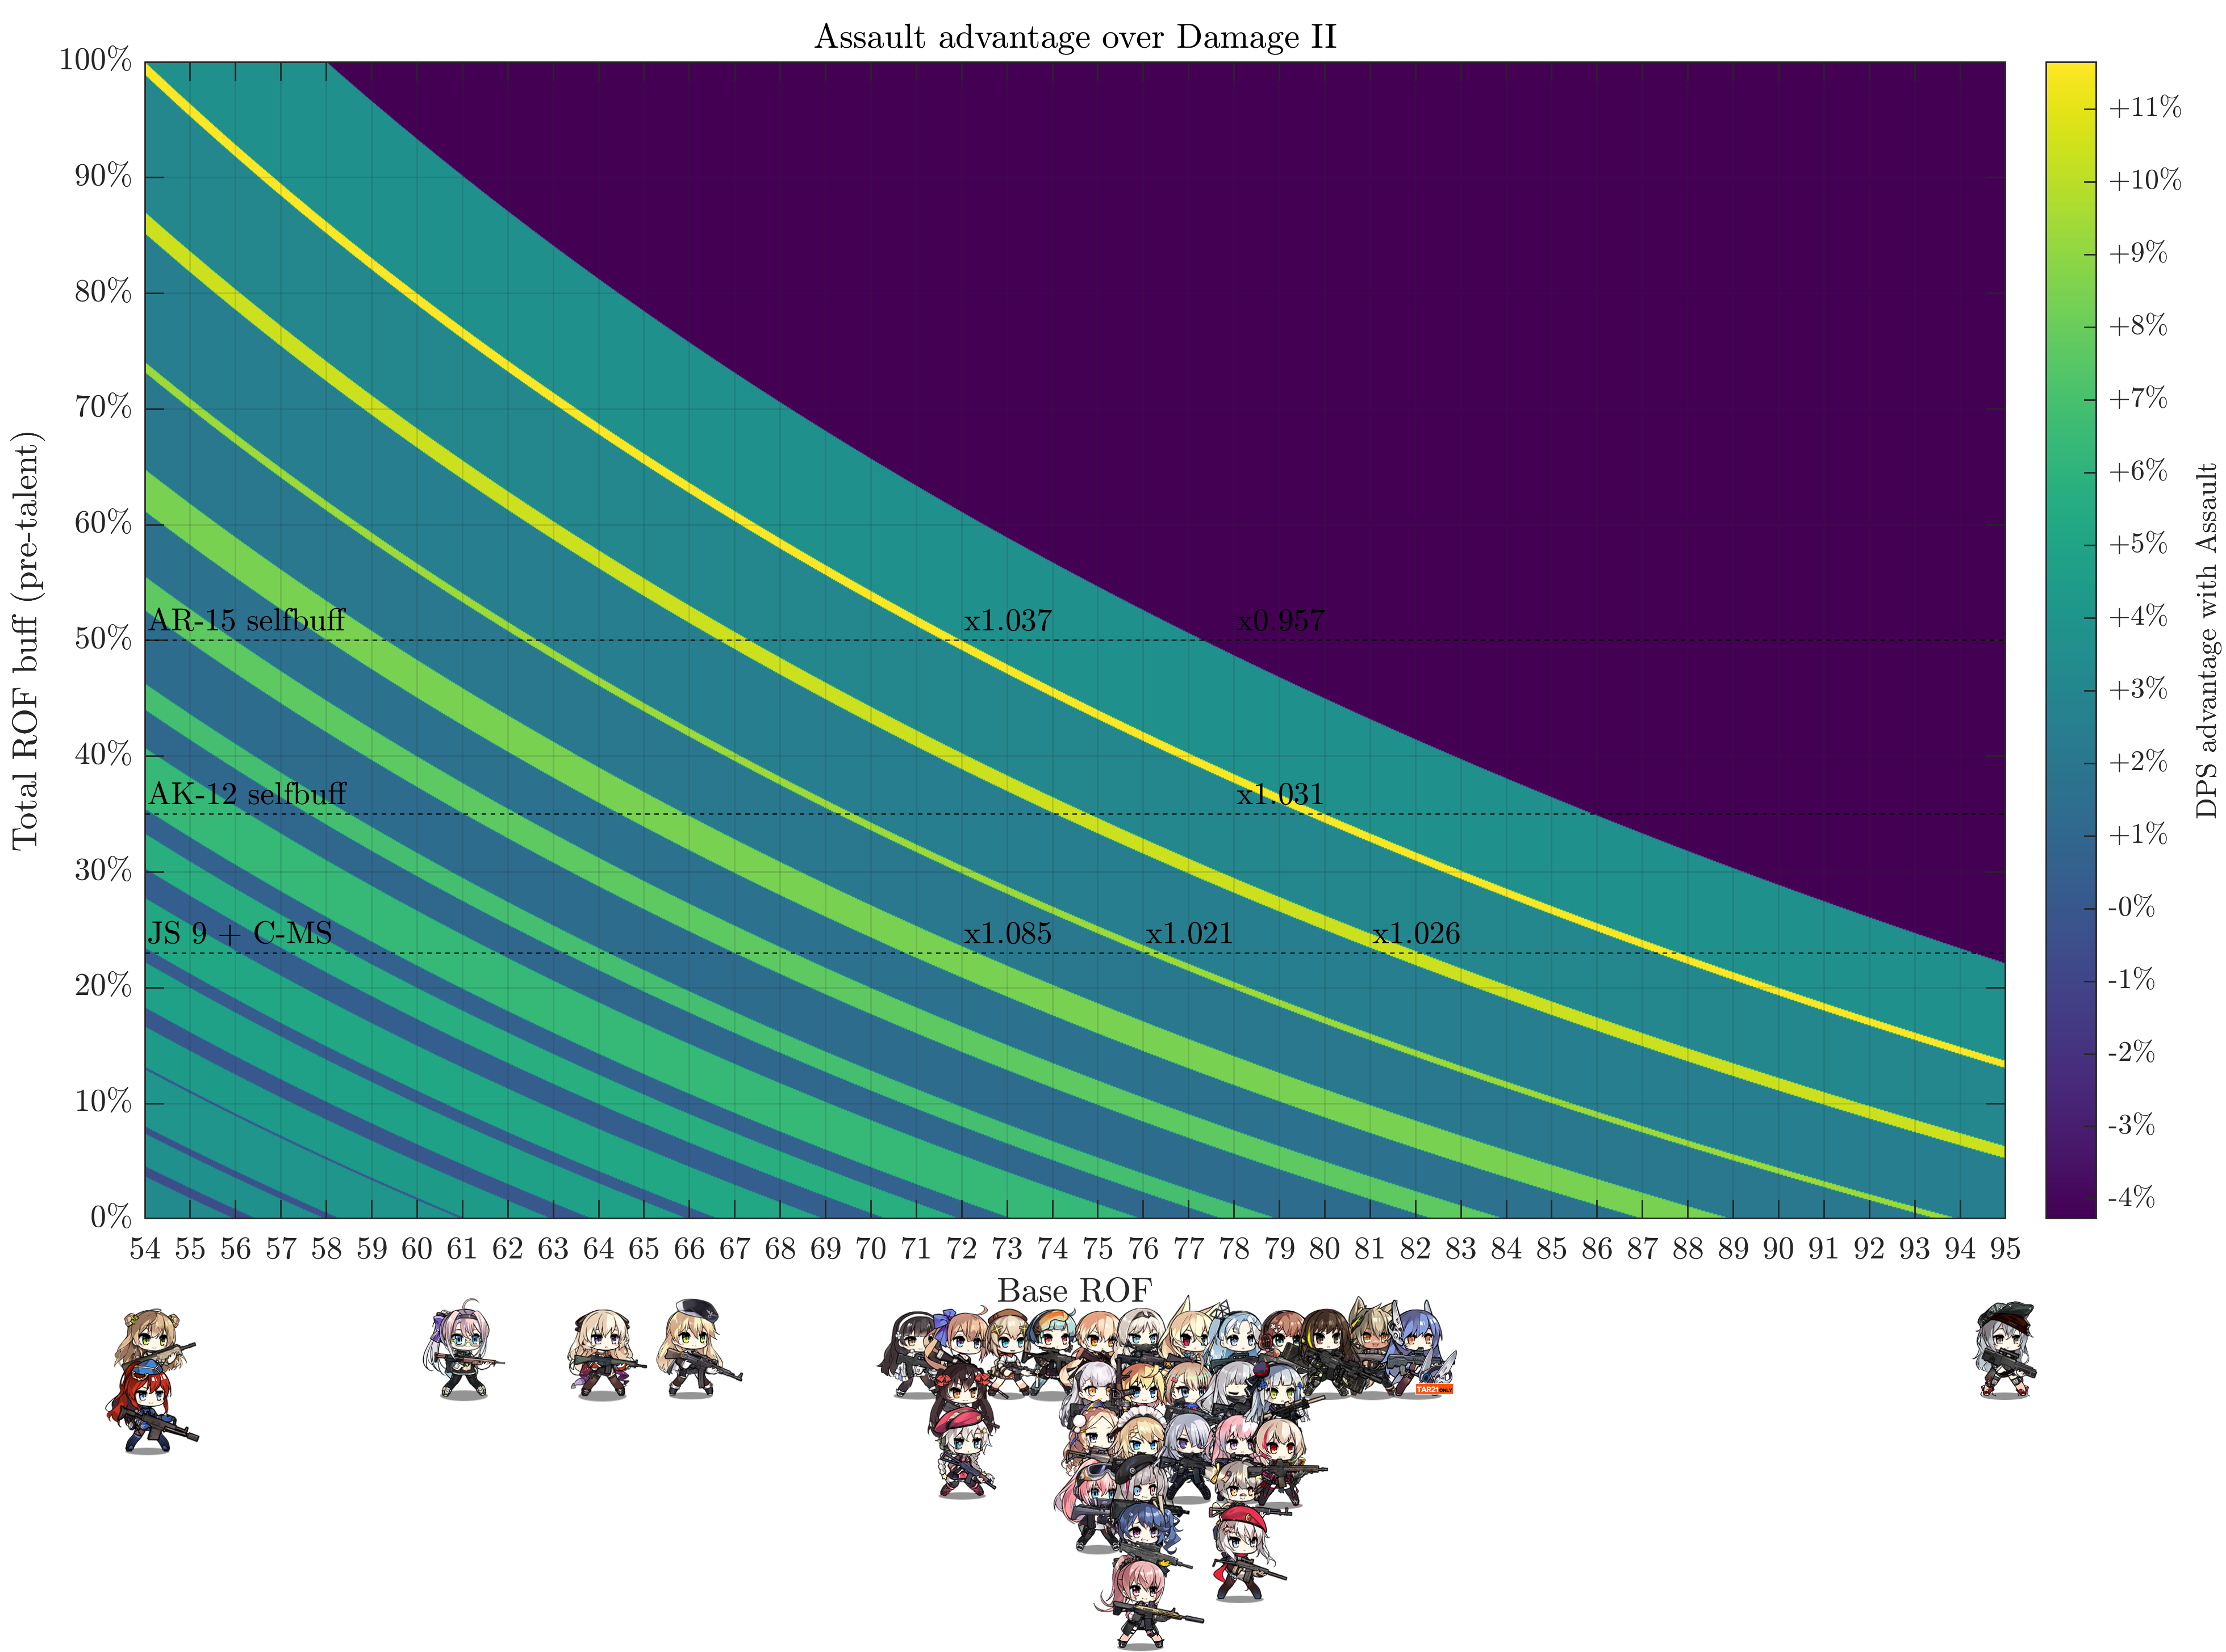 Assault advantage over Damage II
100%
90%
80%
70%
60%
50%
40%
30%
20%
10%
0%
Total ROF buff (pre-talent)
AR-15 selfbuff
x1.037
x0.957
AK-12 selfbuff
x1.031
JS 9 + C-MS
x1.085
x1.021
x1.026
54 55 56 57 58 59 60 61 62 63 64 65 66 67 68 69 70 71 72 73 74 75 76 77 78 79 80 81 82 83 84 85 86 87 88 89 90 91 92 93 94 95
Base ROF
+11%
+10%
+9%
+8%
+7%
+6%
+5%
+4%
+3%
+2%
+1%
-0%
-1%
-2%
-3%
-4%
DPS advantage with Assault
TAR21 ONLY